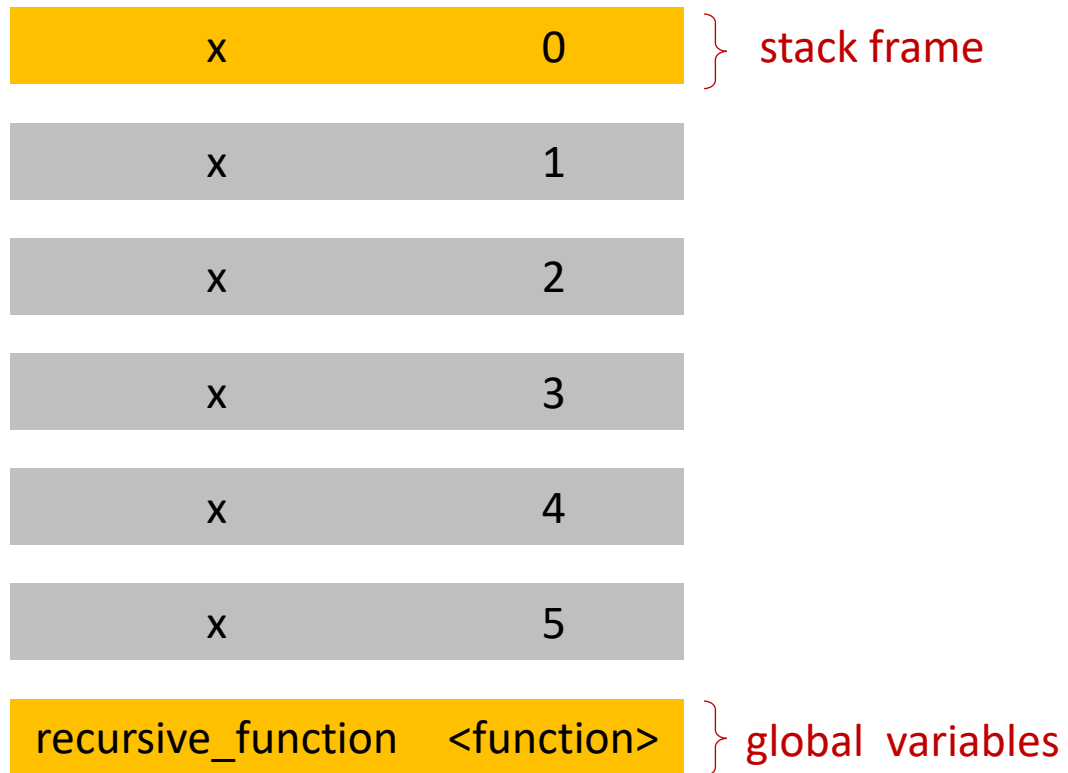 x 0 stack frame
x 1
x 2
x 3
x 4
x 5
recursive_function <function> global variables